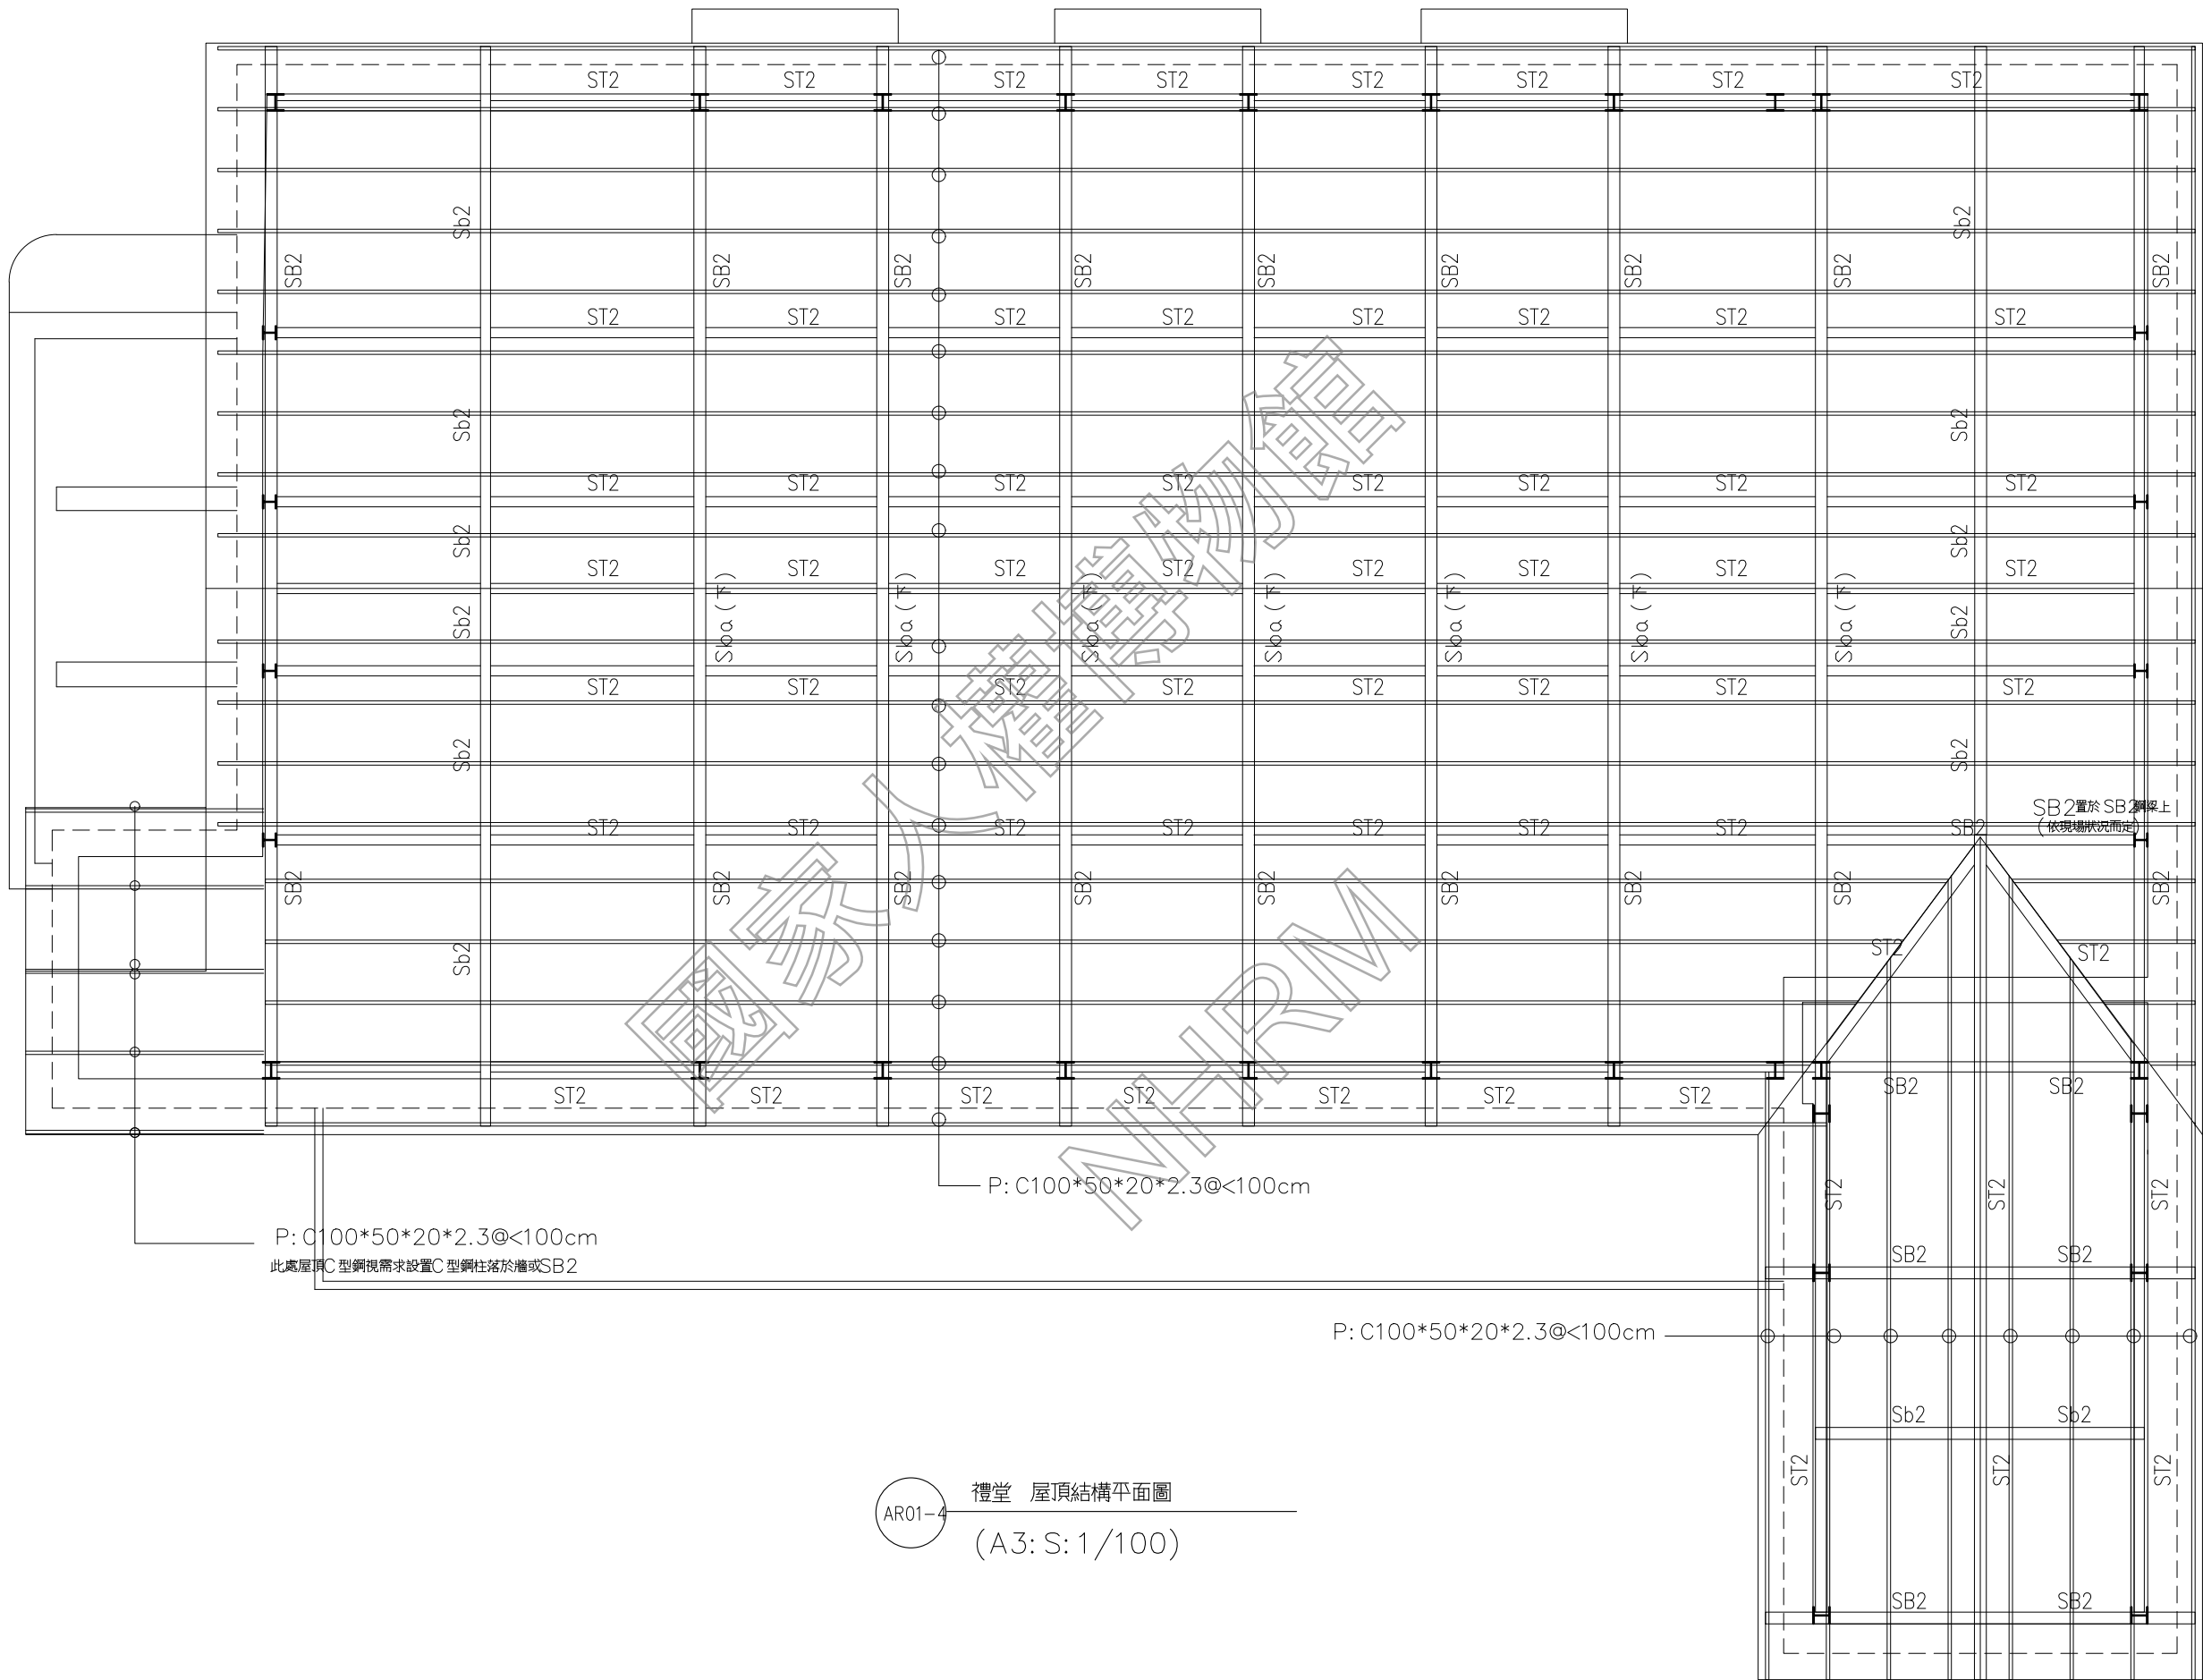 ST2 ST2 ST2 ST2 ST2 ST2 ST2 ST2
Sb2 Sb2
SB2 SB2 SB2 SB2 SB2 SB2 SB2 SB2 SB2
ST2 ST2 ST2 ST2 ST2 ST2 ST2 ST2
Sb2 Sb2
ST2 ST2 ST2 ST2 ST2 ST2 ST2 ST2
Sb2 Sb2
ST2 ST2 ST2 ST2 ST2 ST2 ST2 ST2
Sb2 Sb2
Sba(下) Sba(下) Sba(下) Sba(下) Sba(下) Sba(下) Sba(下)
ST2 ST2 ST2 ST2 ST2 ST2 ST2 ST2
Sb2 Sb2
SB2置於SB2鋼梁上
(依現場狀況而定)
ST2 ST2 ST2 ST2 ST2 ST2 ST2 SB2
SB2 SB2 SB2 SB2 SB2 SB2 SB2 SB2 SB2
Sb2 ST2 ST2
ST2 ST2 ST2 ST2 ST2 ST2 ST2 SB2 SB2
國家人權博物館
NHRM
P: C100*50*20*2.3@<100cm
ST2 ST2 ST2
P: C100*50*20*2.3@<100cm
此處屋頂C型鋼視需求設置C型鋼柱落於牆或SB2
SB2 SB2
P: C100*50*20*2.3@<100cm
Sb2 Sb2
ST2 ST2 ST2
AR01-4
禮堂 屋頂結構平面圖
(A3: S: 1/100)
SB2 SB2